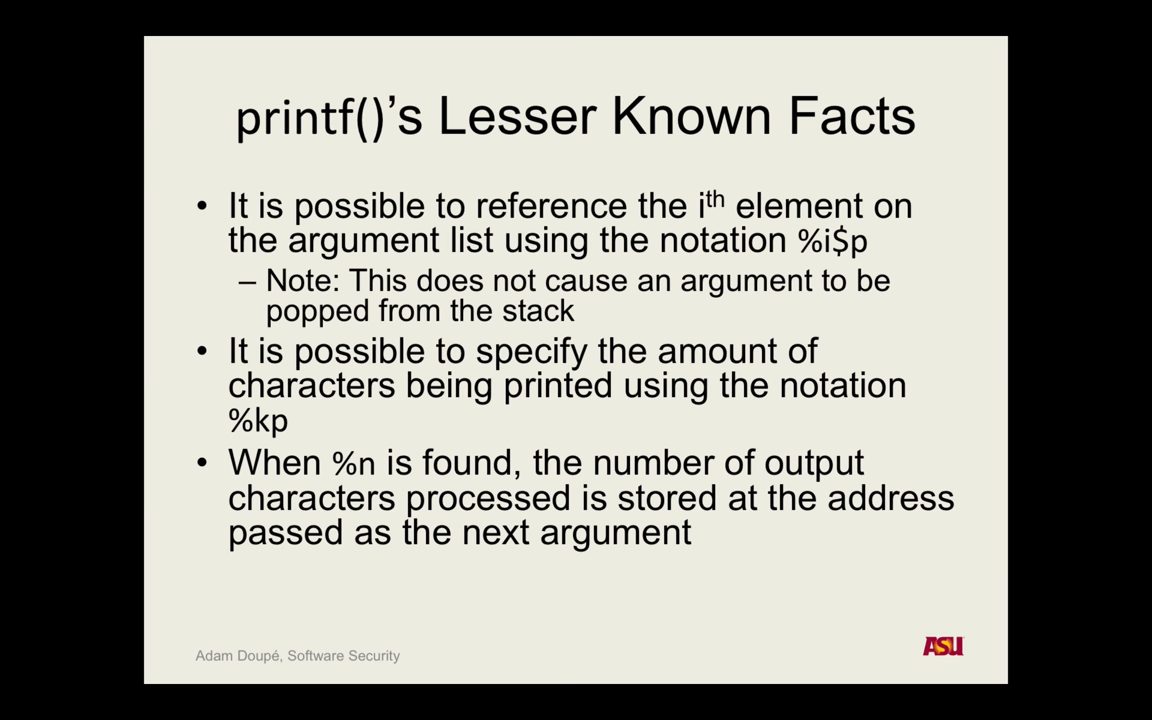 printf()’s Lesser Known Facts
• It is possible to reference the ith element on
the argument list using the notation %i$p
– Note: This does not cause an argument to be
popped from the stack
• It is possible to specify the amount of
characters being printed using the notation
%kp
• When %n is found, the number of output
characters processed is stored at the address
passed as the next argument
Adam Doupé, Software Security
ASU